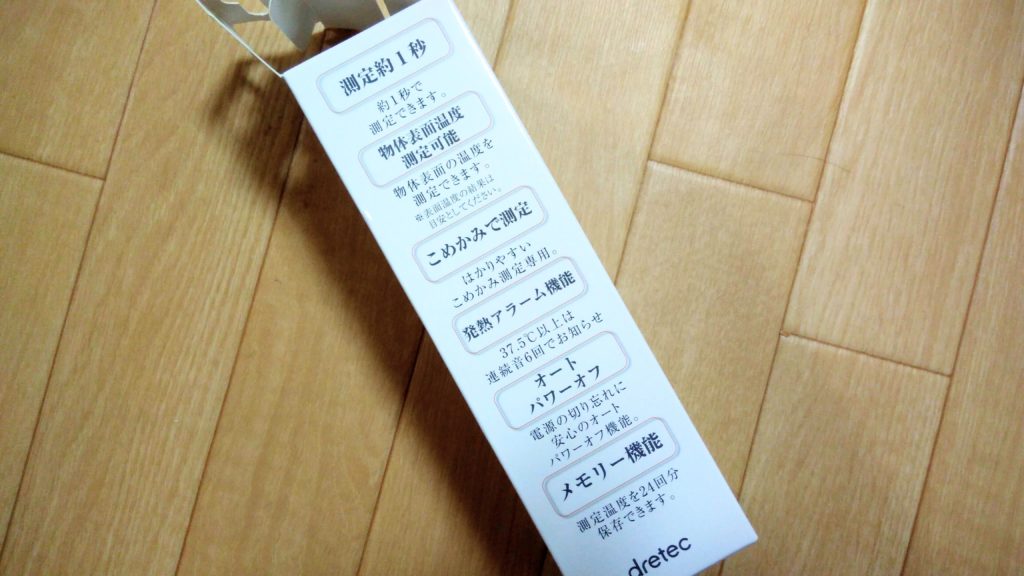 測定約1秒
約1秒で
測定できます。
物体表面温度
測定可能
物体表面の温度を
測定できます。
※表面温度の結果は
目安としてください。
こめかみで測定
はかりやすい
こめかみ測定専用。
発熱アラーム機能
37.5℃以上は
連続音6回でお知らせ
オート
パワーオフ
電源の切り忘れに
安心のオート
パワーオフ機能。
メモリー機能
測定温度を24回分
保存できます。
dretec